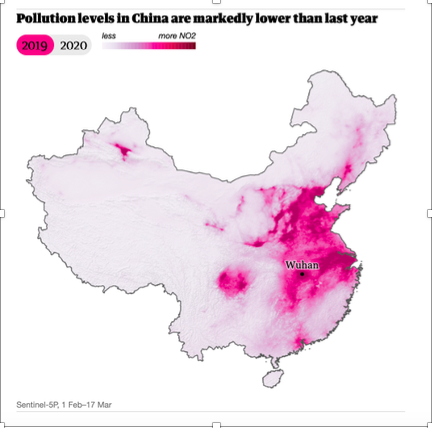 Pollution levels in China are markedly lower than last year
2019 2020
less more NO2
Wuhan
Sentinel-5P, 1 Feb–17 Mar